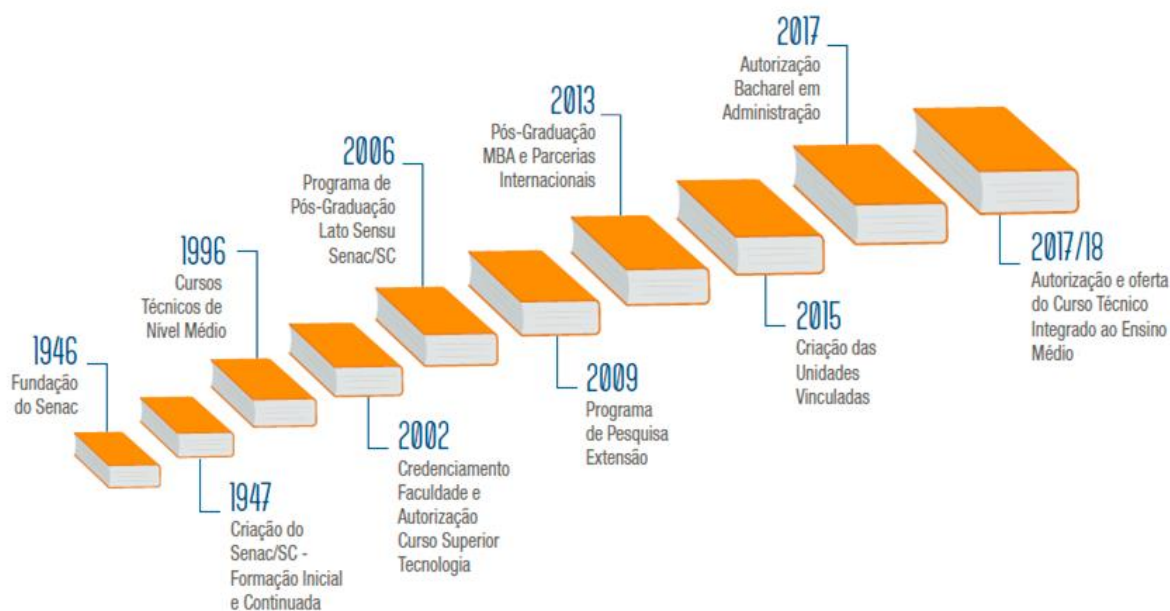 1946
Fundação
do Senac
1947
Criação do
Senac/SC -
Formação Inicial
e Continuada
1996
Cursos
Técnicos de
Nível Médio
2002
Credenciamento
Faculdade e
Autorização
Curso Superior
Tecnologia
2006
Programa de
Pós-Graduação
Lato Sensu
Senac/SC
2009
Programa
de Pesquisa
Extensão
2013
Pós-Graduação
MBA e Parcerias
Internacionais
2015
Criação das
Unidades
Vinculadas
2017
Autorização
Bacharel em
Administração
2017/18
Autorização e oferta
do Curso Técnico
Integrado ao Ensino
Médio